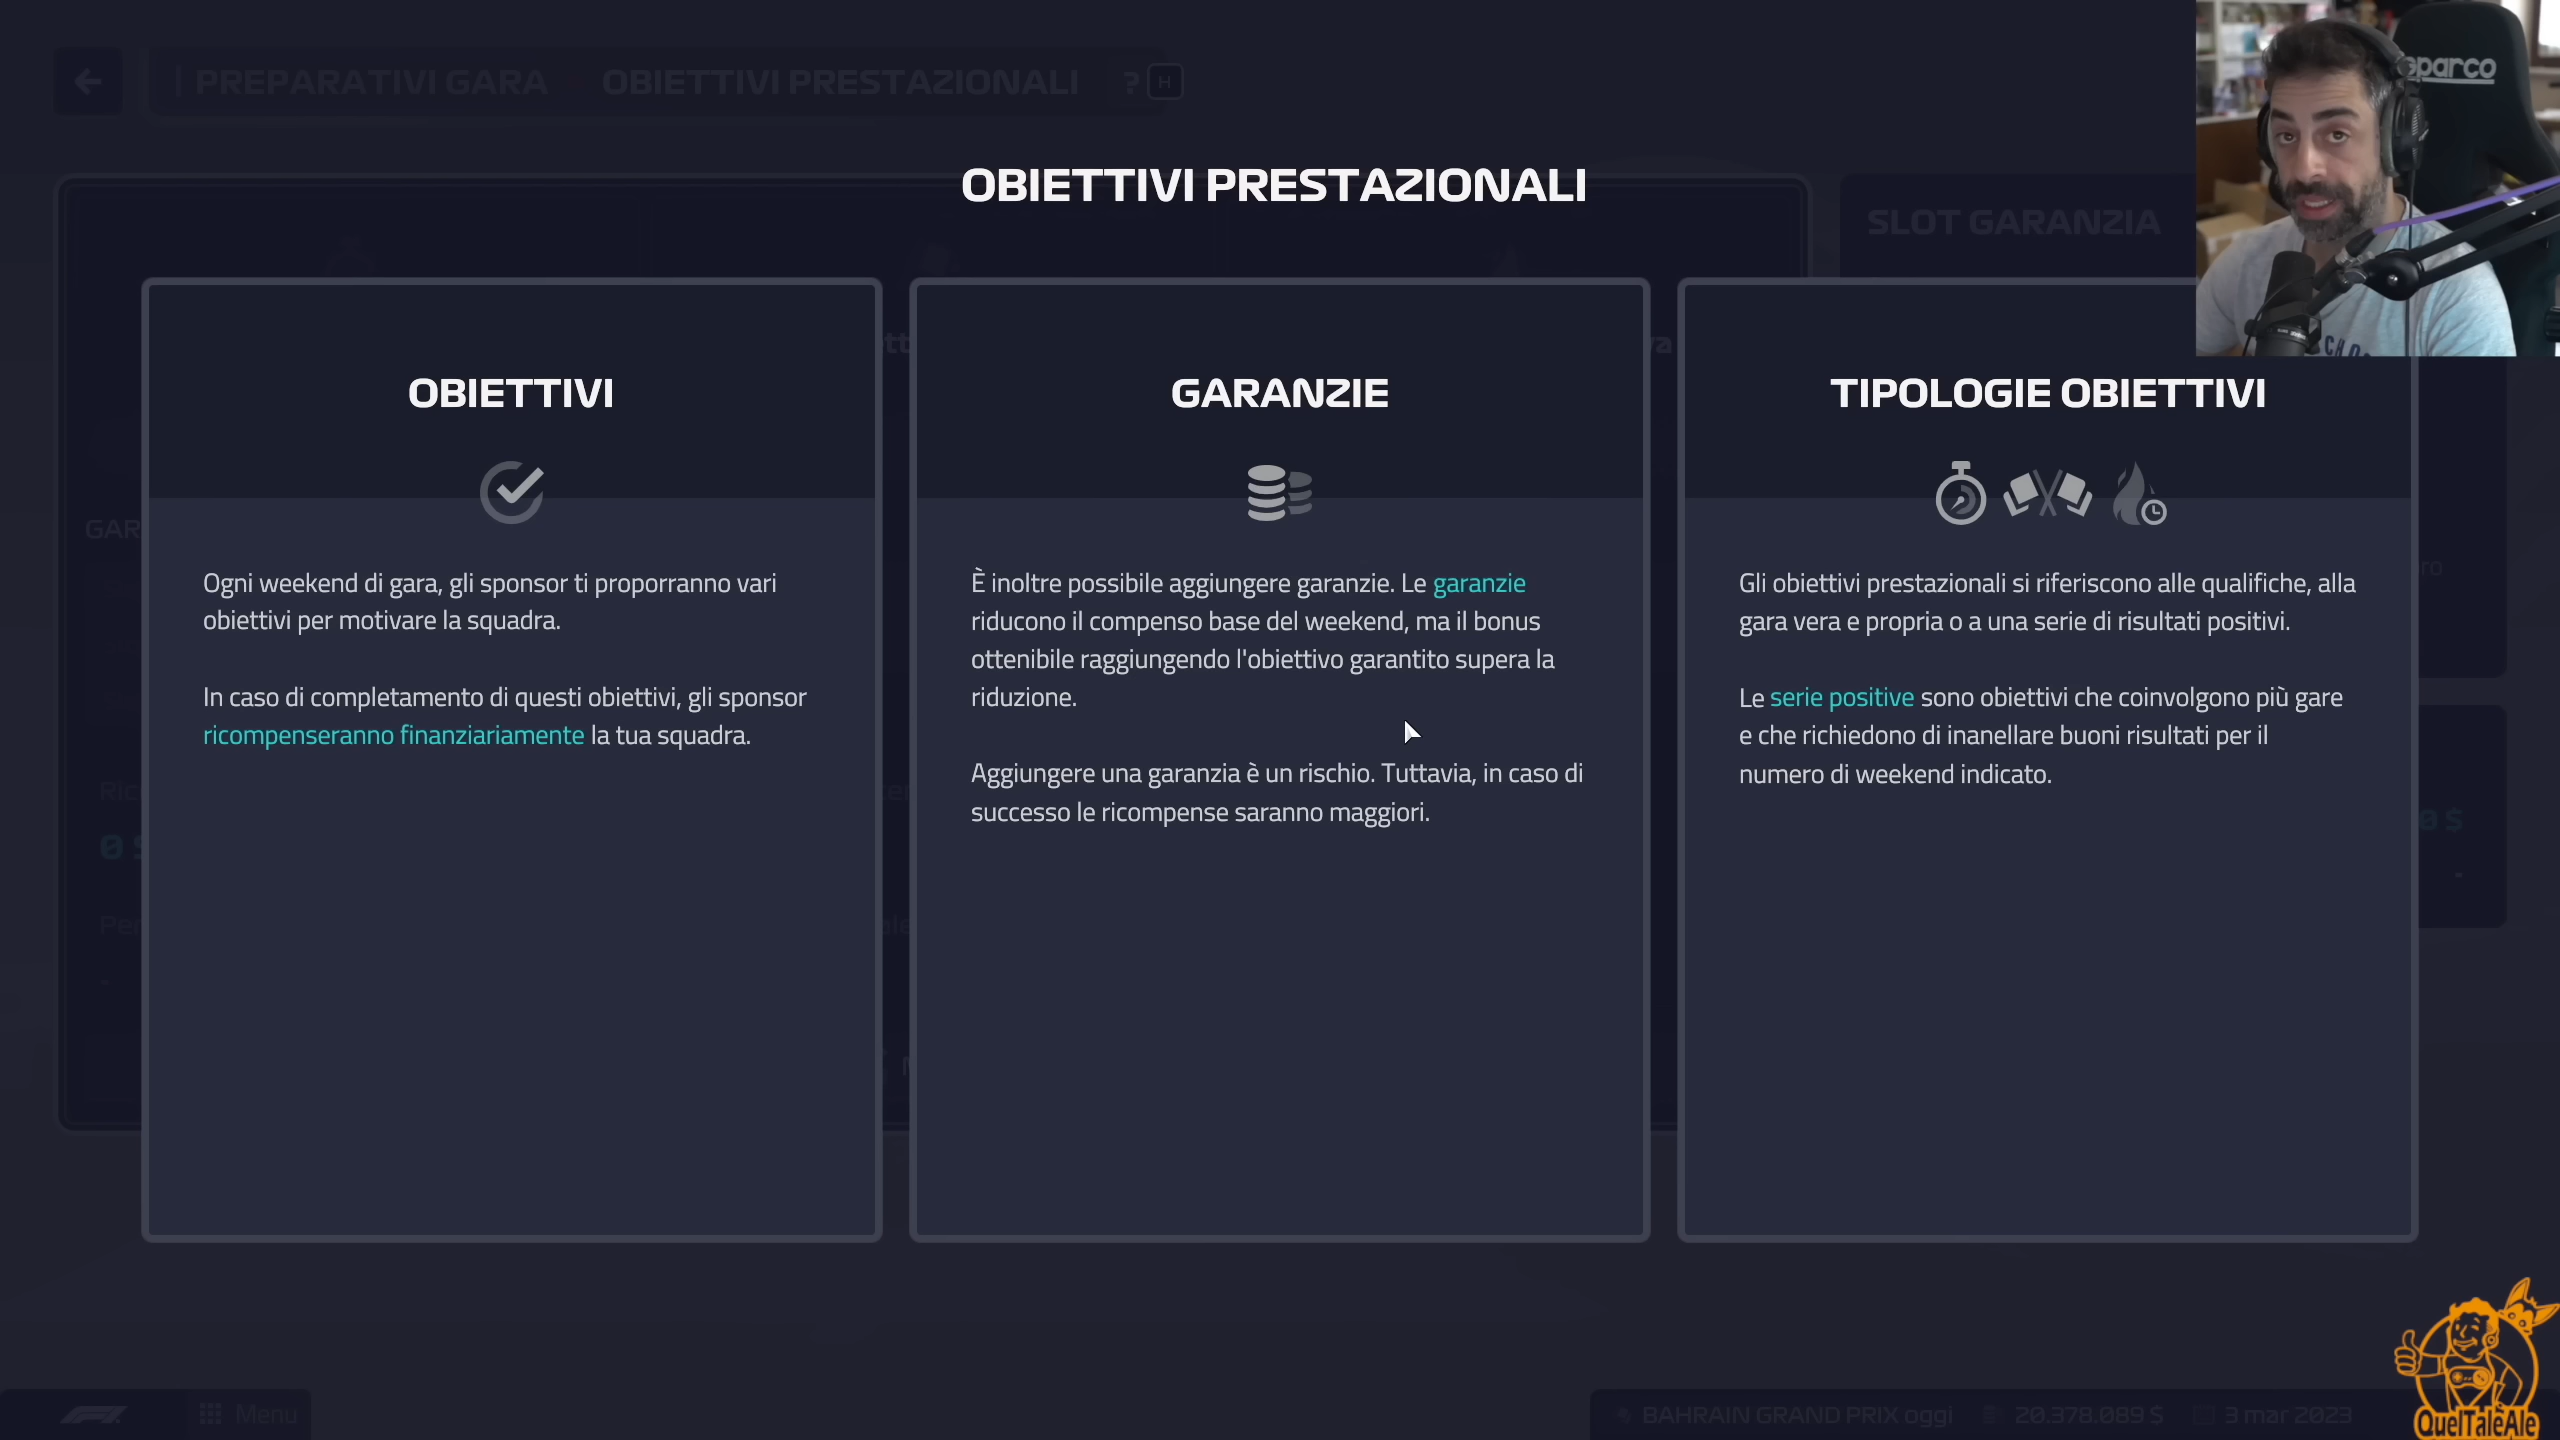 PREPARATIVI GARA OBIETTIVI PRESTAZIONALI ? H
sparco
OBIETTIVI PRESTAZIONALI
SLOT GARANZIA
OBIETTIVI
Ogni weekend di gara, gli sponsor ti proporranno vari
obiettivi per motivare la squadra.
In caso di completamento di questi obiettivi, gli sponsor
ricompenseranno finanziariamente la tua squadra.
GARANZIE
È inoltre possibile aggiungere garanzie. Le garanzie
riducono il compenso base del weekend, ma il bonus
ottenibile raggiungendo l'obiettivo garantito supera la
riduzione.
Aggiungere una garanzia è un rischio. Tuttavia, in caso di
successo le ricompense saranno maggiori.
TIPOLOGIE OBIETTIVI
Gli obiettivi prestazionali si riferiscono alle qualifiche, alla
gara vera e propria o a una serie di risultati positivi.
Le serie positive sono obiettivi che coinvolgono più gare
e che richiedono di inanellare buoni risultati per il
numero di weekend indicato.
0 $
0 $
Menu
BAHRAIN GRAND PRIX oggi 20.378.089 $ 3 mar 2023
QuelTaleAle